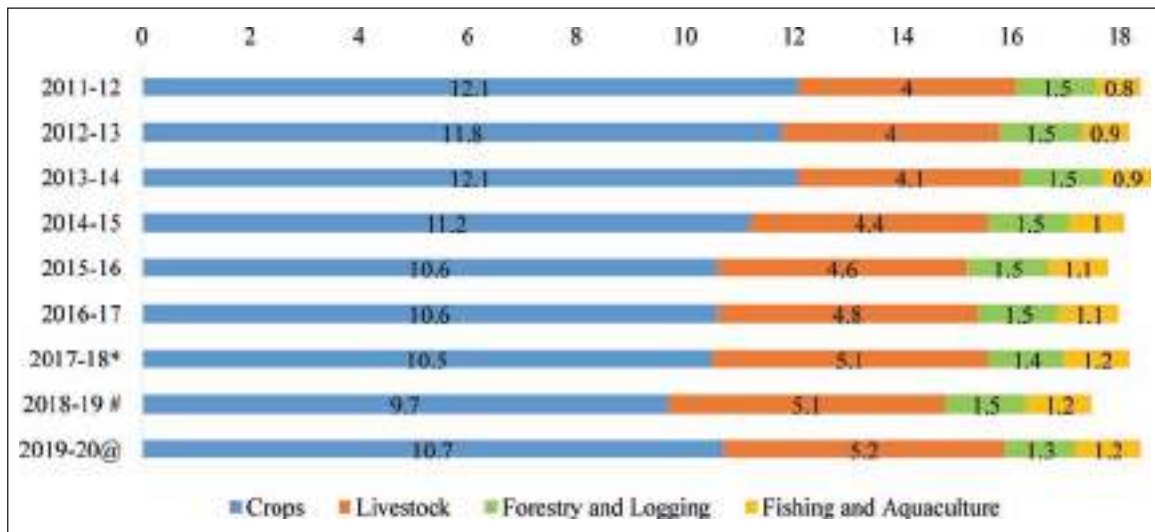 0 2 4 6 8 10 12 14 16 18
2011-12 12.1 4 1.5 0.8
2012-13 11.8 4 1.5 0.9
2013-14 12.1 4.1 1.5 0.9
2014-15 11.2 4.4 1.5 1
2015-16 10.6 4.6 1.5 1.1
2016-17 10.6 4.8 1.5 1.1
2017-18* 10.5 5.1 1.4 1.2
2018-19 # 9.7 5.1 1.5 1.2
2019-20@ 10.7 5.2 1.3 1.2
Crops Livestock Forestry and Logging Fishing and Aquaculture